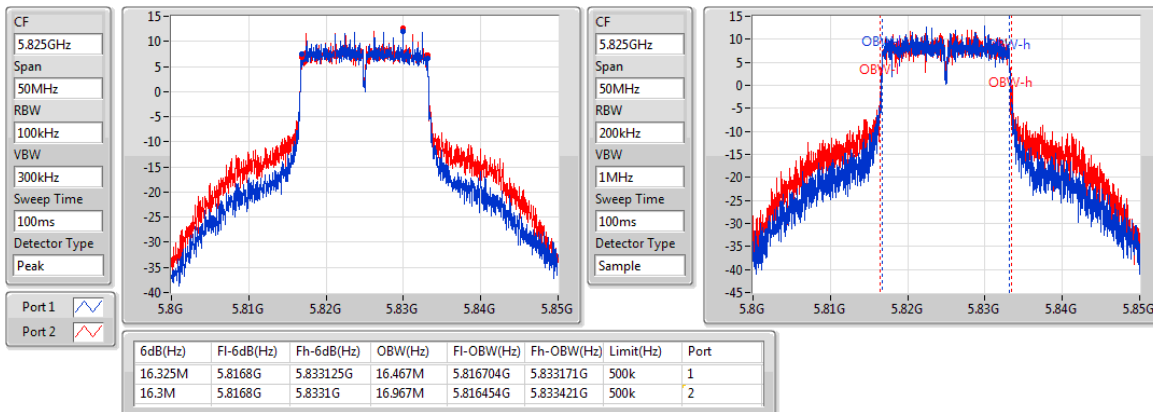 CF
5.825GHz
Span
50MHz
RBW
100kHz
VBW
300kHz
Sweep Time
100ms
Detector Type
Peak
Port 1
Port 2
15
10
5
0
-5
-10
-15
-20
-25
-30
-35
-40
5.8G 5.81G 5.82G 5.83G 5.84G 5.85G
CF
5.825GHz
Span
50MHz
RBW
200kHz
VBW
1MHz
Sweep Time
100ms
Detector Type
Sample
15
10
5
0
-5
-10
-15
-20
-25
-30
-35
-40
-45
OBW-h
OBW-h
5.8G 5.81G 5.82G 5.83G 5.84G 5.85G
6dB(Hz) Fl-6dB(Hz) Fh-6dB(Hz) OBW(Hz) Fl-OBW(Hz) Fh-OBW(Hz) Limit(Hz) Port
16.325M 5.8168G 5.833125G 16.467M 5.816704G 5.833171G 500k 1
16.3M 5.8168G 5.8331G 16.967M 5.816454G 5.833421G 500k 2